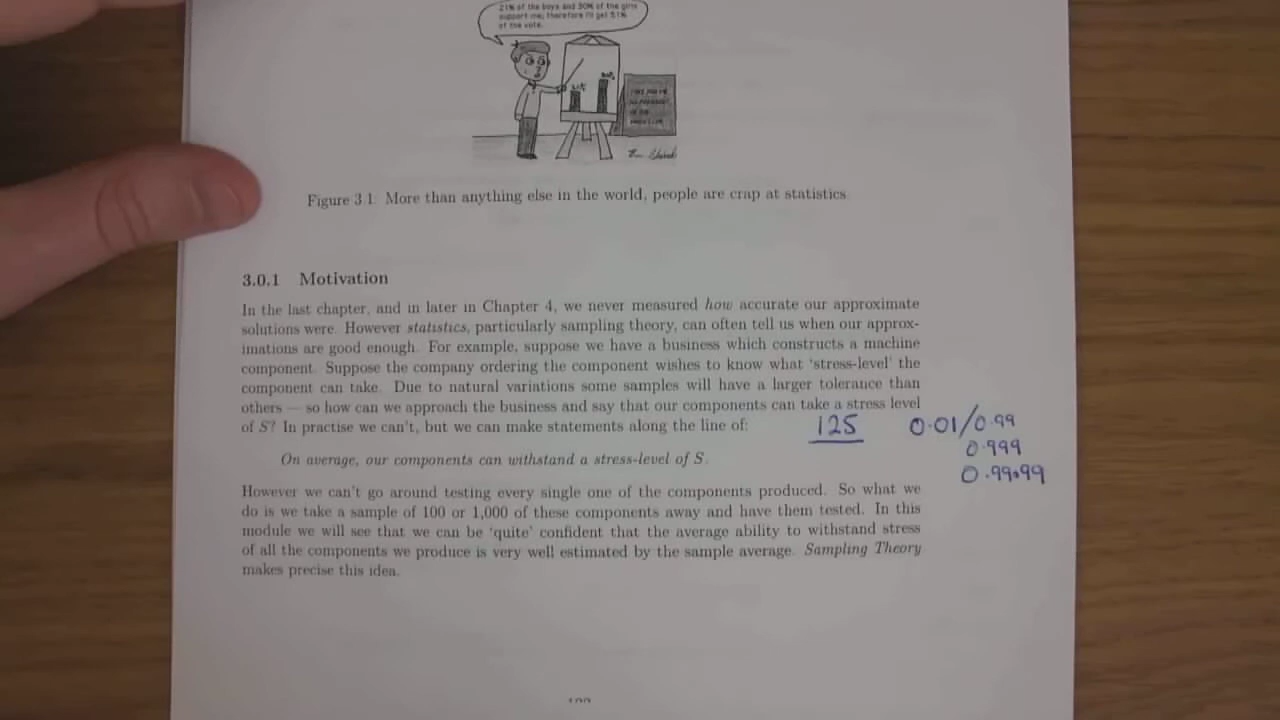 21% of the boys and 30% of the girls
support me; therefore I'll get 51%
of the vote.
Figure 3.1: More than anything else in the world, people are crap at statistics.
3.0.1 Motivation
In the last chapter, and in later in Chapter 4, we never measured how accurate our approximate
solutions were. However statistics, particularly sampling theory, can often tell us when our approx-
imations are good enough. For example, suppose we have a business which constructs a machine
component. Suppose the company ordering the component wishes to know what ‘stress-level’ the
component can take. Due to natural variations some samples will have a larger tolerance than
others — so how can we approach the business and say that our components can take a stress level
of S? In practise we can't, but we can make statements along the line of:
125
0.01/0.99
0.999
0.9999
On average, our components can withstand a stress-level of S.
However we can't go around testing every single one of the components produced. So what we
do is we take a sample of 100 or 1,000 of these components away and have them tested. In this
module we will see that we can be ‘quite’ confident that the average ability to withstand stress
of all the components we produce is very well estimated by the sample average. Sampling Theory
makes precise this idea.